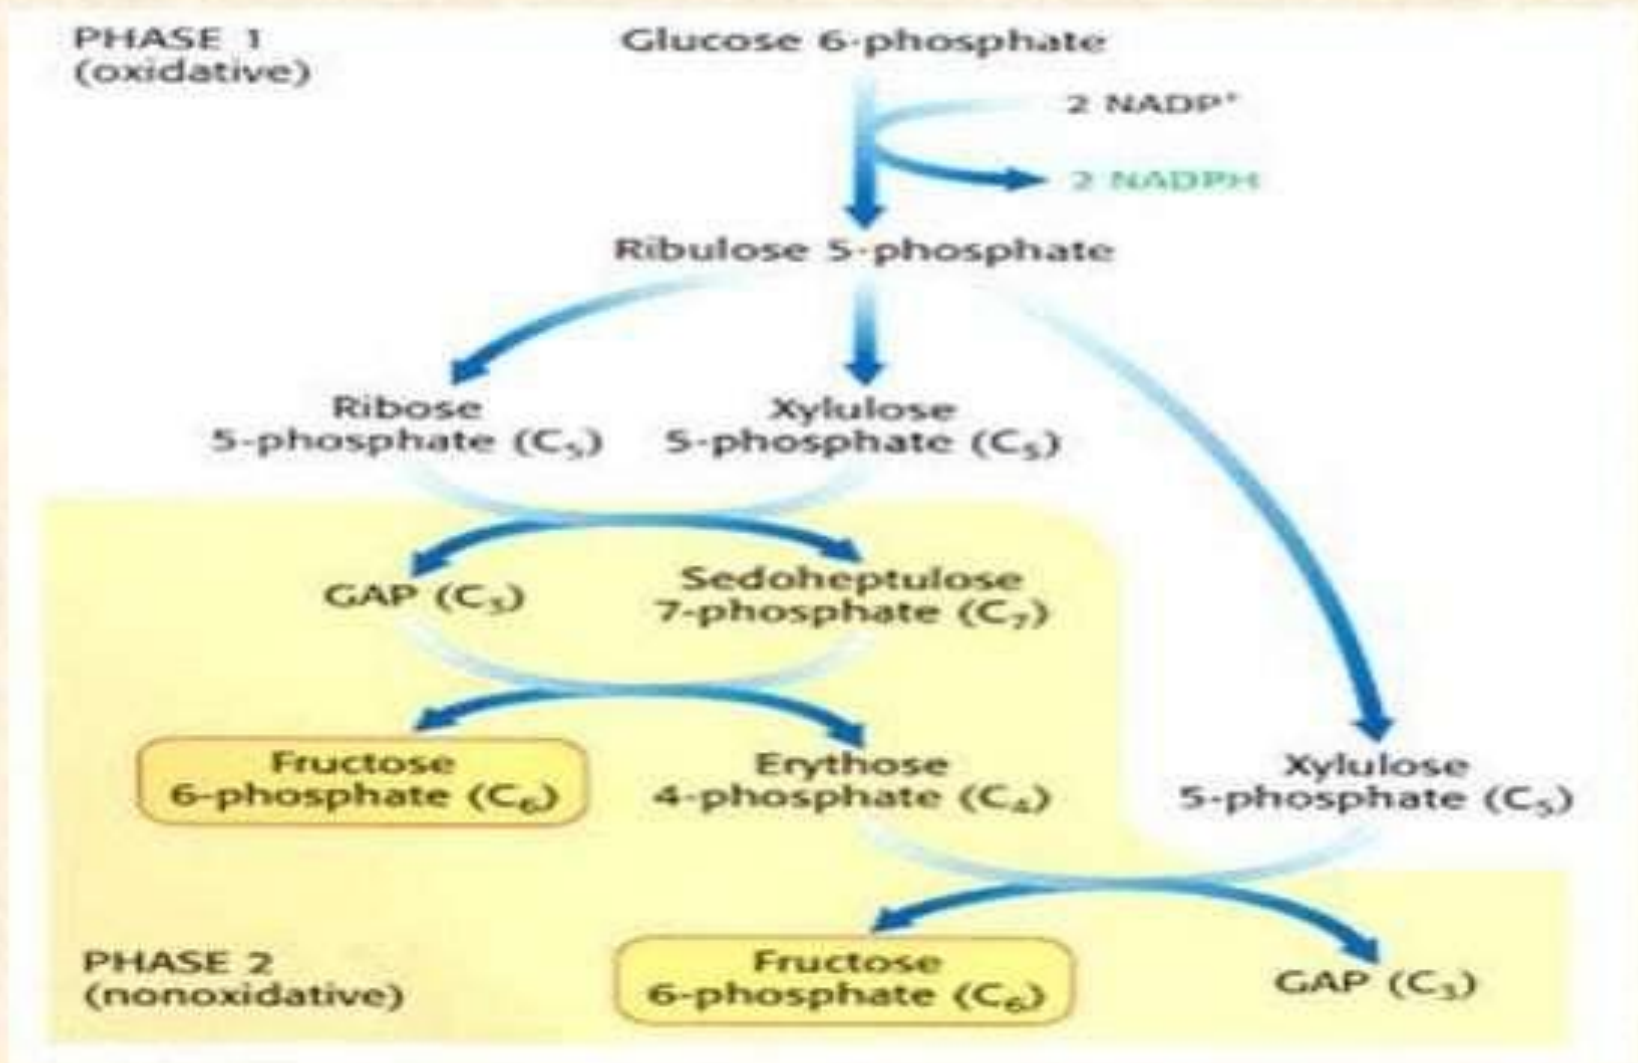 PHASE 1
(oxidative)
Glucose 6-phosphate
2 NADP⁺
2 NADPH
Ribulose 5-phosphate
Ribose
5-phosphate (C₅)
Xylulose
5-phosphate (C₅)
GAP (C₃)
Sedoheptulose
7-phosphate (C₇)
Fructose
6-phosphate (C₆)
Erythose
4-phosphate (C₄)
Xylulose
5-phosphate (C₅)
PHASE 2
(nonoxidative)
Fructose
6-phosphate (C₆)
GAP (C₃)